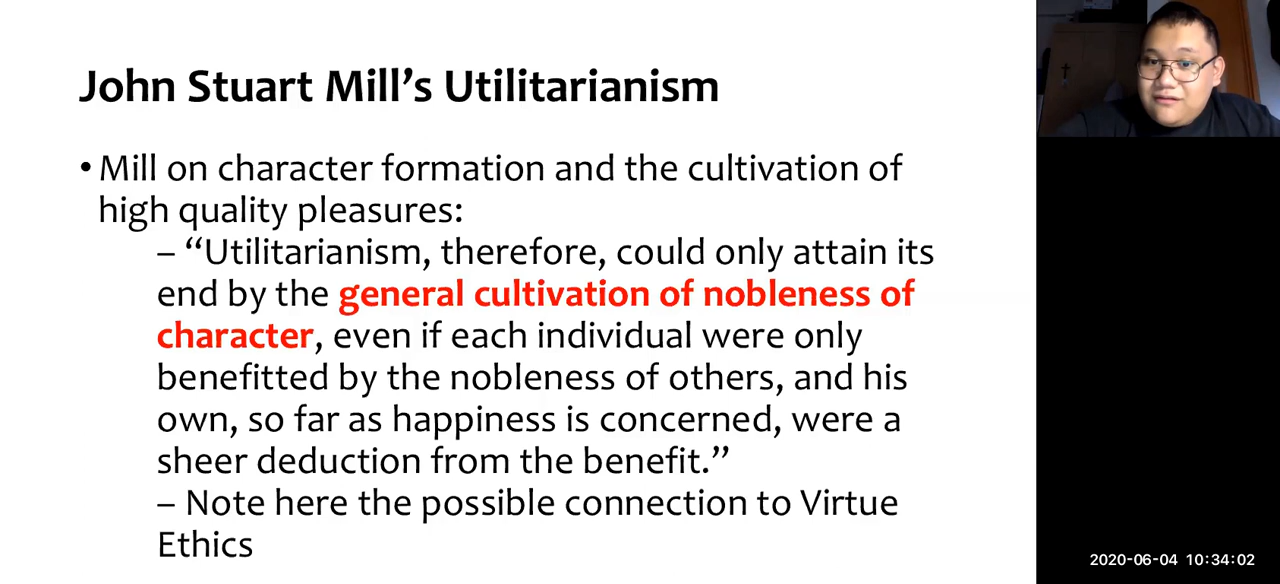 John Stuart Mill’s Utilitarianism
• Mill on character formation and the cultivation of
high quality pleasures:
– “Utilitarianism, therefore, could only attain its
end by the general cultivation of nobleness of
character, even if each individual were only
benefitted by the nobleness of others, and his
own, so far as happiness is concerned, were a
sheer deduction from the benefit.”
– Note here the possible connection to Virtue
Ethics
2020-06-04 10:34:02